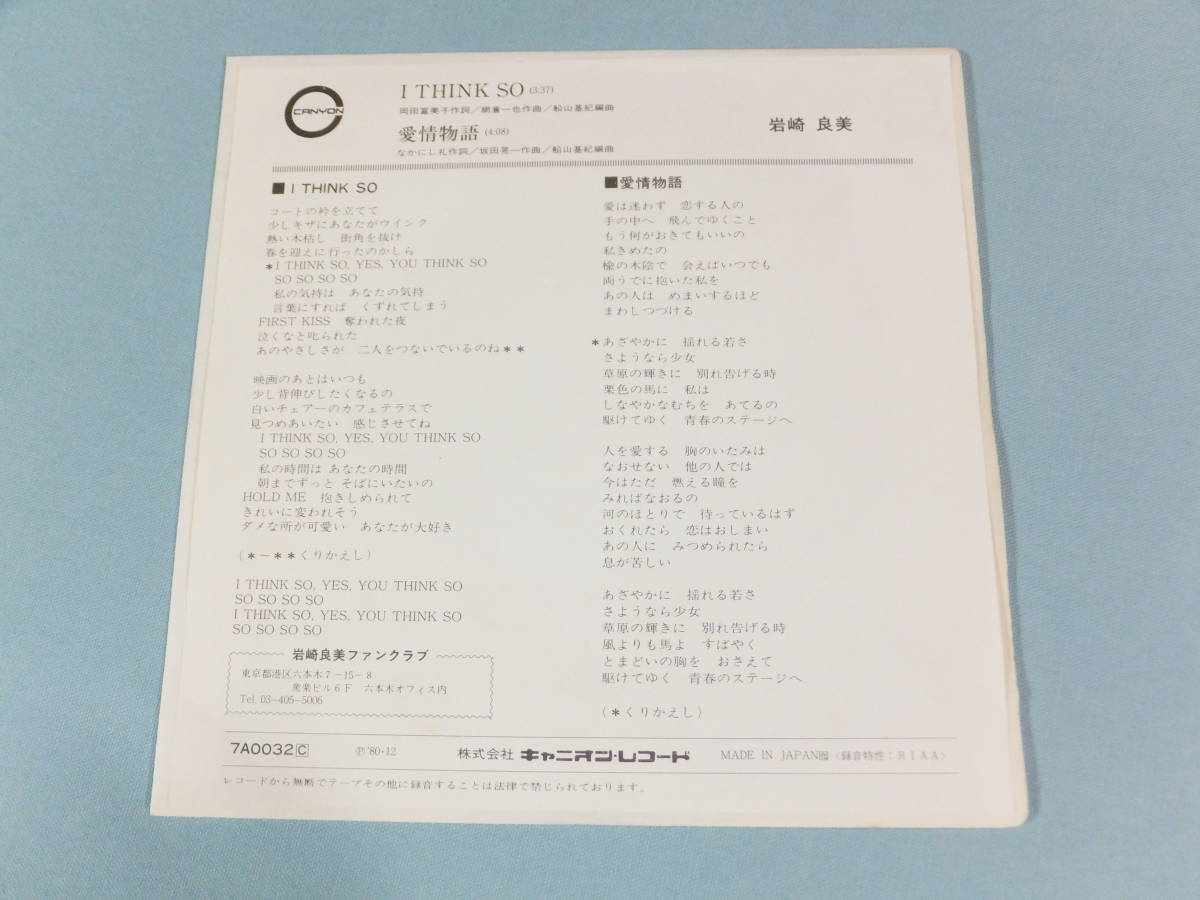 CANYON
I THINK SO (3:37)
岡田冨美子作詞/網倉一也作曲/船山基紀編曲
愛情物語 (4:08)
なかにし礼作詞/坂田晃一作曲/船山基紀編曲
岩崎 良美
■ I THINK SO
コートの衿を立てて
少しキザにあなたがウインク
熱い木枯し 街角を抜け
春を迎えに行ったのかしら
*I THINK SO, YES, YOU THINK SO
SO SO SO SO
私の気持は あなたの気持
言葉にすれば くずれてしまう
FIRST KISS 奪われた夜
泣くなと叱られた
あのやさしさが 二人をつないでいるのね**
映画のあとはいつも
少し背伸びしたくなるの
白いチェアーのカフェテラスで
見つめあいたい 感じさせてね
I THINK SO, YES, YOU THINK SO
SO SO SO SO
私の時間は あなたの時間
朝までずっと そばにいたいの
HOLD ME 抱きしめられて
きれいに変われそう
ダメな所が可愛い あなたが大好き
(*~**くりかえし)
I THINK SO, YES, YOU THINK SO
SO SO SO SO
I THINK SO, YES, YOU THINK SO
SO SO SO SO
岩崎良美ファンクラブ
東京都港区六本木7-15-8
衆楽ビル6F 六本木オフィス内
Tel. 03-405-5006
■愛情物語
愛は迷わず 恋する人の
手の中へ 飛んでゆくこと
もう何がおきてもいいの
私きめたの
楡の木陰で 会えばいつでも
両うでに抱いた私を
あの人は めまいするほど
まわしつづける
*あざやかに 揺れる若さ
さようなら少女
草原の輝きに 別れ告げる時
栗色の馬に 私は
しなやかなむちを あてるの
駆けてゆく 青春のステージへ
人を愛する 胸のいたみは
なおせない 他の人では
今はただ 燃える瞳を
みればなおるの
河のほとりで 待っているはず
おくれたら 恋はおしまい
あの人に みつめられたら
息が苦しい
あざやかに 揺れる若さ
さようなら少女
草原の輝きに 別れ告げる時
風よりも馬よ すばやく
とまどいの胸を おさえて
駆けてゆく 青春のステージへ
(*くりかえし)
7A0032 C ℗'80・12 株式会社 キャニオン・レコード MADE IN JAPAN <録音特性:RIAA>
レコードから無断でテープその他に録音することは法律で禁じられております。